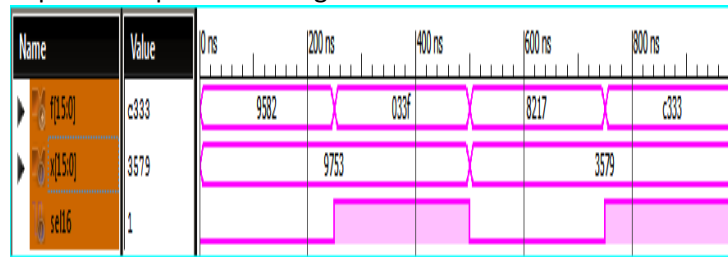 Name Value 0 ns 200 ns 400 ns 600 ns 800 ns
f[15:0] c333 9582 033f 8217 c333
x[15:0] 3579 9753 3579
sel16 1